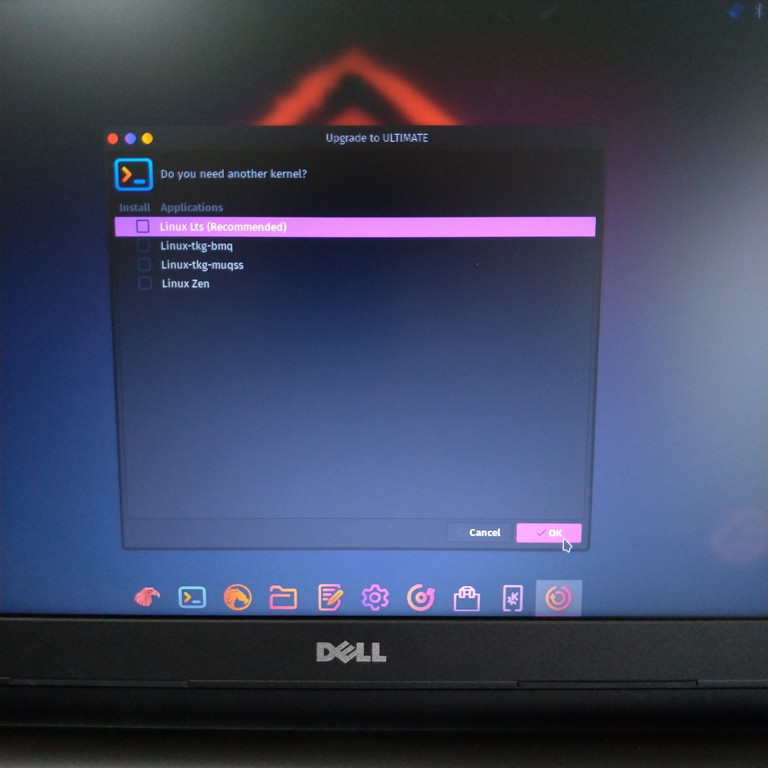 Upgrade to ULTIMATE
Do you need another kernel?
Install Applications
Linux Lts (Recommended)
Linux-tkg-bmq
Linux-tkg-muqss
Linux Zen
Cancel
OK
DELL